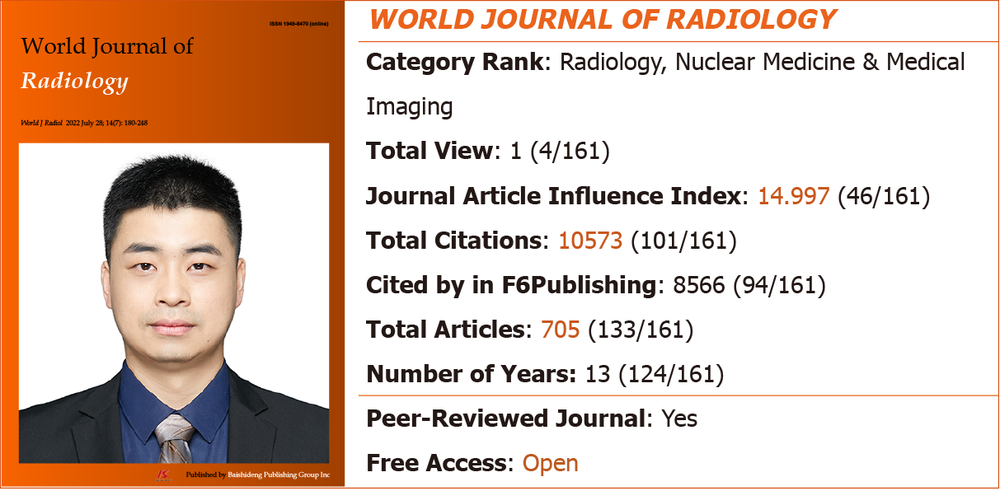 ISSN 1949-8470 (online)
World Journal of
Radiology
World J Radiol 2022 July 28; 14(7): 180-248
Published by Baishideng Publishing Group Inc
WORLD JOURNAL OF RADIOLOGY
Category Rank: Radiology, Nuclear Medicine & Medical
Imaging
Total View: 1 (4/161)
Journal Article Influence Index: 14.997 (46/161)
Total Citations: 10573 (101/161)
Cited by in F6Publishing: 8566 (94/161)
Total Articles: 705 (133/161)
Number of Years: 13 (124/161)
Peer-Reviewed Journal: Yes
Free Access: Open